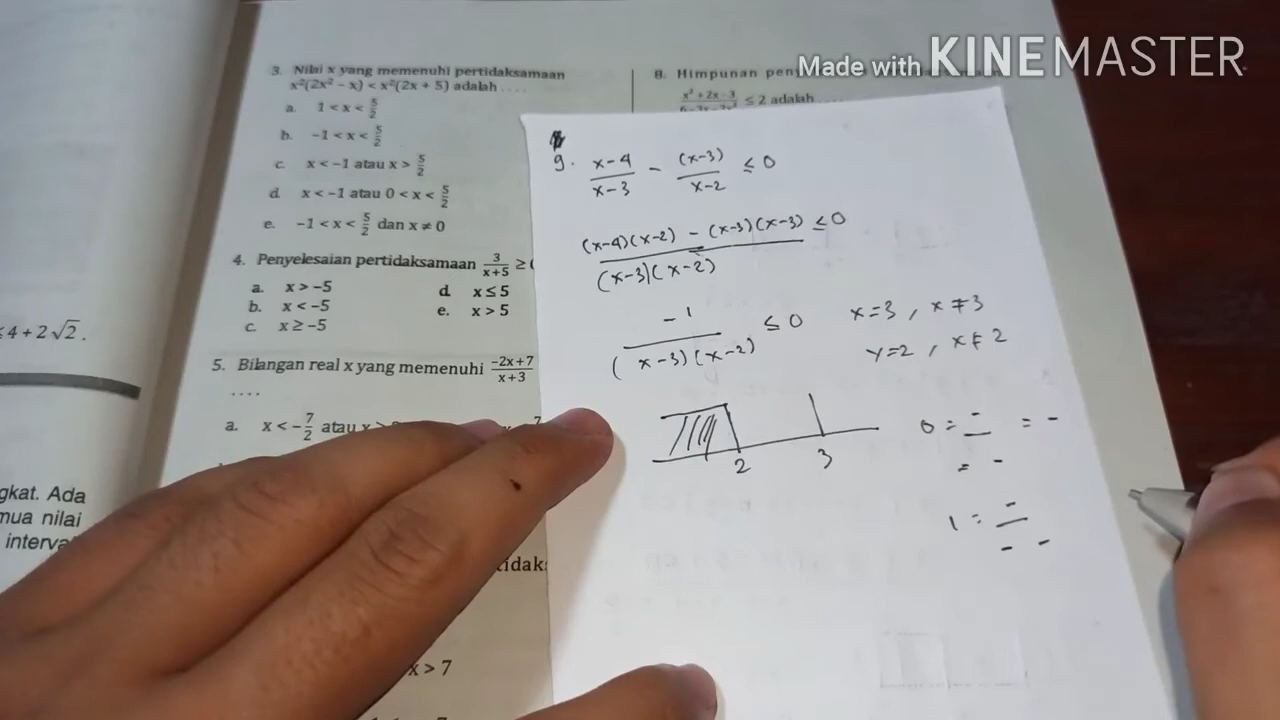 Made with KINEMASTER
≤ 4 + 2√2 .
gkat. Ada
mua nilai
interva
3. Nilai x yang memenuhi pertidaksamaan
x²(2x² − x) < x²(2x + 5) adalah . . . .
a. 1 < x < 5/2
b. −1 < x < 5/2
c. x < −1 atau x > 5/2
d. x < −1 atau 0 < x < 5/2
e. −1 < x < 5/2 dan x ≠ 0
4. Penyelesaian pertidaksamaan 3/(x+5) ≥
a. x > −5
b. x < −5
c. x ≥ −5
d. x ≤ 5
e. x > 5
5. Bilangan real x yang memenuhi (−2x+7)/(x+3)
. . . .
a. x < −7/2 atau x
tidak
x > 7
8. Himpunan pen
≤ 2 adalah
9. (x−4)/(x−3) − (x−3)/(x−2) ≤ 0
((x−4)(x−2) − (x−3)(x−3))/((x−3)(x−2)) ≤ 0
−1/((x−3)(x−2)) ≤ 0
x=3 , x≠3
x≠2
2 3
0 = - = -
= -
1 = -
- -